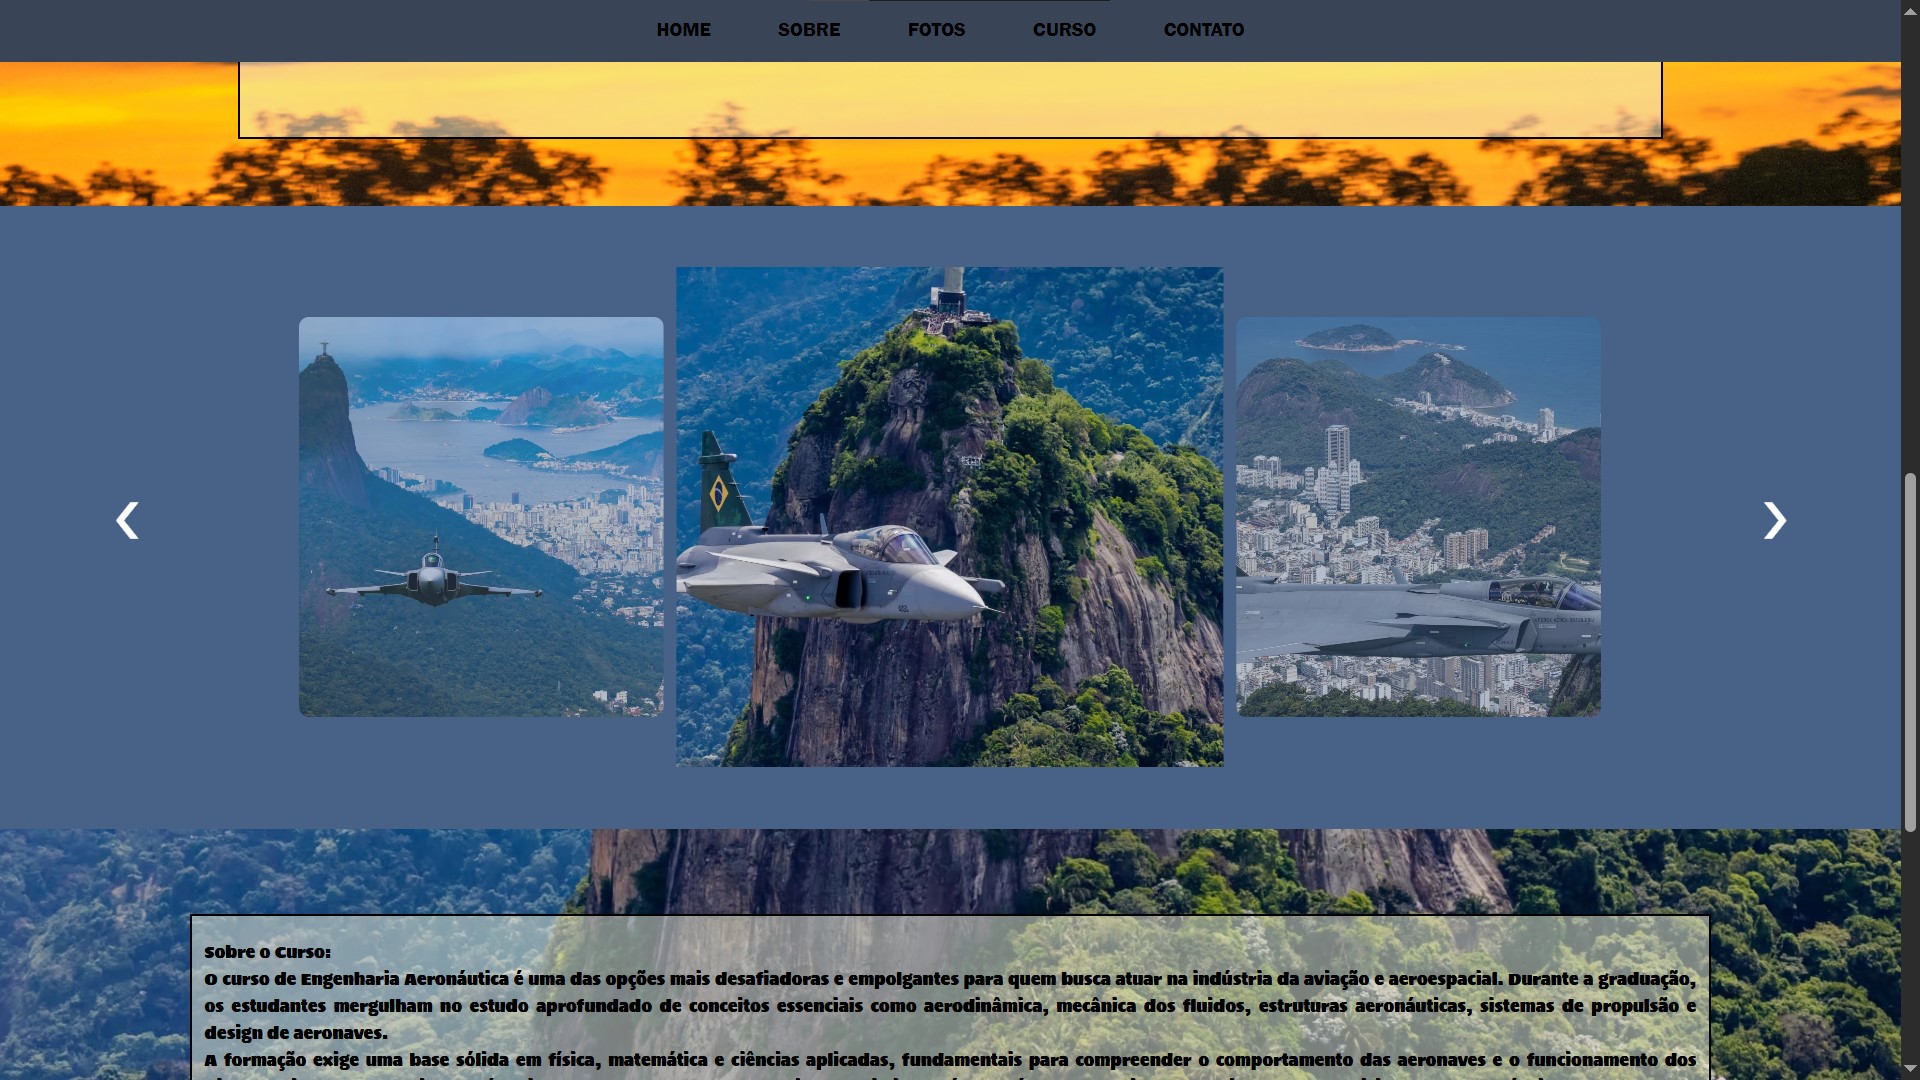 HOME SOBRE FOTOS CURSO CONTATO
❮ ❯
Sobre o Curso:
O curso de Engenharia Aeronáutica é uma das opções mais desafiadoras e empolgantes para quem busca atuar na indústria da aviação e aeroespacial. Durante a graduação,
os estudantes mergulham no estudo aprofundado de conceitos essenciais como aerodinâmica, mecânica dos fluidos, estruturas aeronáuticas, sistemas de propulsão e
design de aeronaves.
A formação exige uma base sólida em física, matemática e ciências aplicadas, fundamentais para compreender o comportamento das aeronaves e o funcionamento dos